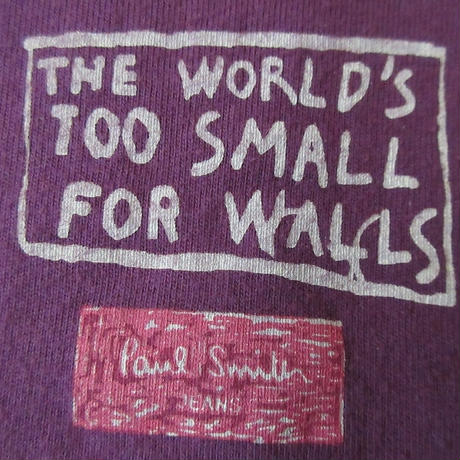 THE WORLD'S
TOO SMALL
FOR WALLS
Paul Smith
JEANS